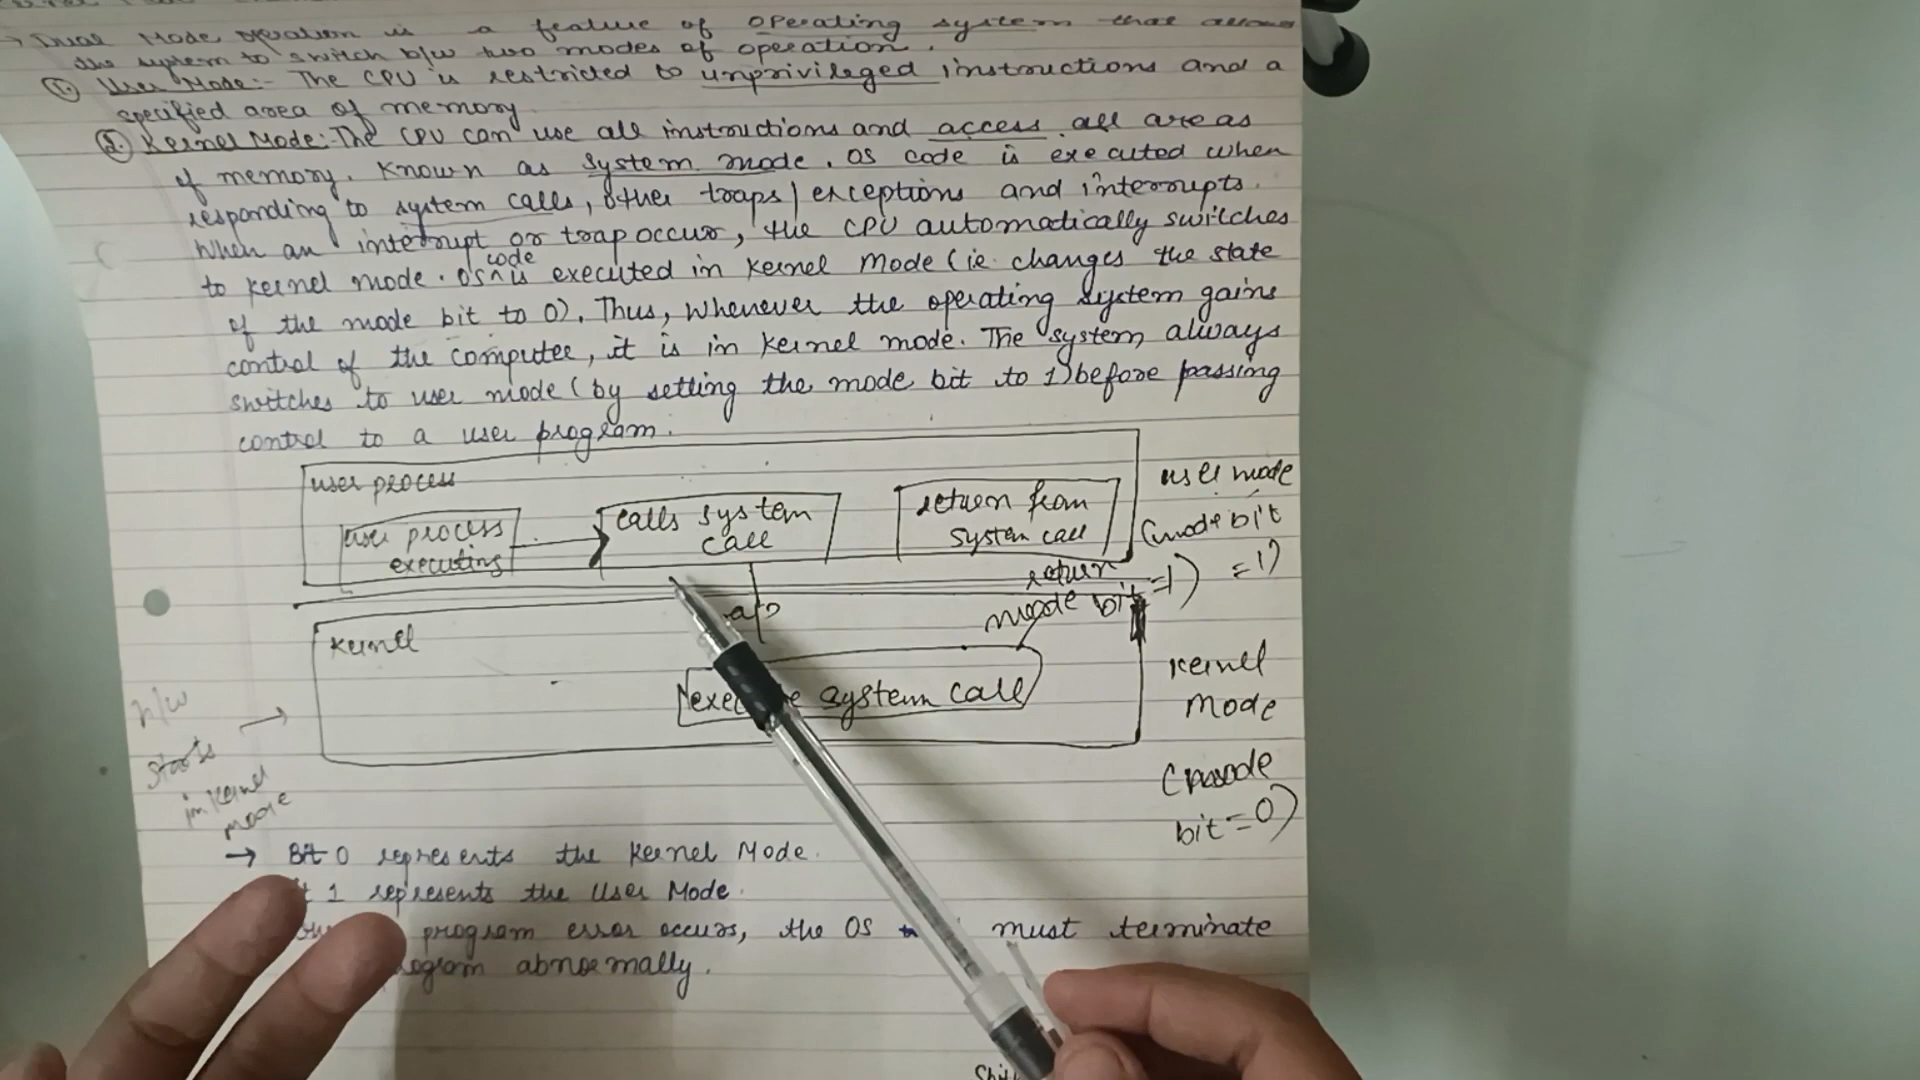 → Dual Mode operation is a feature of operating system that allows
the system to switch b/w two modes of operation.
① User Mode:- The CPU is restricted to unprivileged instructions and a
specified area of memory
② Kernel Mode:- The CPU can use all instructions and access all areas
of memory. Known as system mode. OS code is executed when
responding to system calls, other traps/exceptions and interrupts.
When an interrupt or trap occur, the CPU automatically switches
code
to kernel mode. OS^is executed in Kernel Mode (ie. changes the state
of the mode bit to 0). Thus, Whenever the operating system gains
control of the computer, it is in kernel mode. The system always
switches to user mode (by setting the mode bit to 1) before passing
control to a user program.
user process
user process
executing
calls system
call
return from
system call
user mode
(mode bit
=1)
return
mode bit=1)
kernel
execute system call
Kernel
Mode
(mode
bit=0)
h/w
starts
in Kernel
mode
→ Bit 0 represents the Kernel Mode.
1 represents the User Mode.
program error occurs, the OS must terminate
program abnormally.